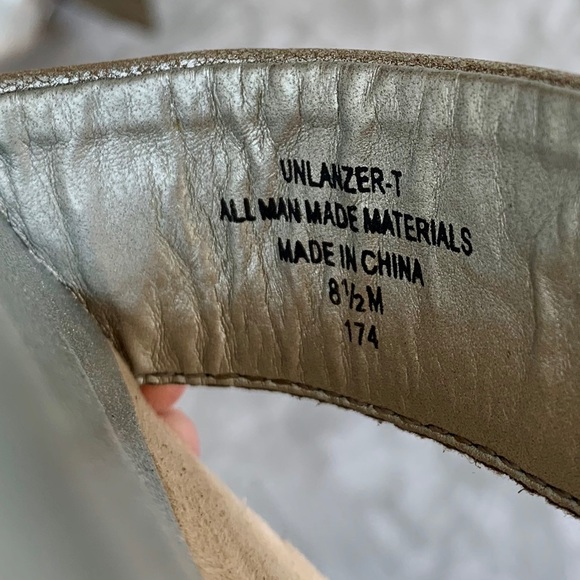 UNLANZER-T
ALL MAN MADE MATERIALS
MADE IN CHINA
8½M
174